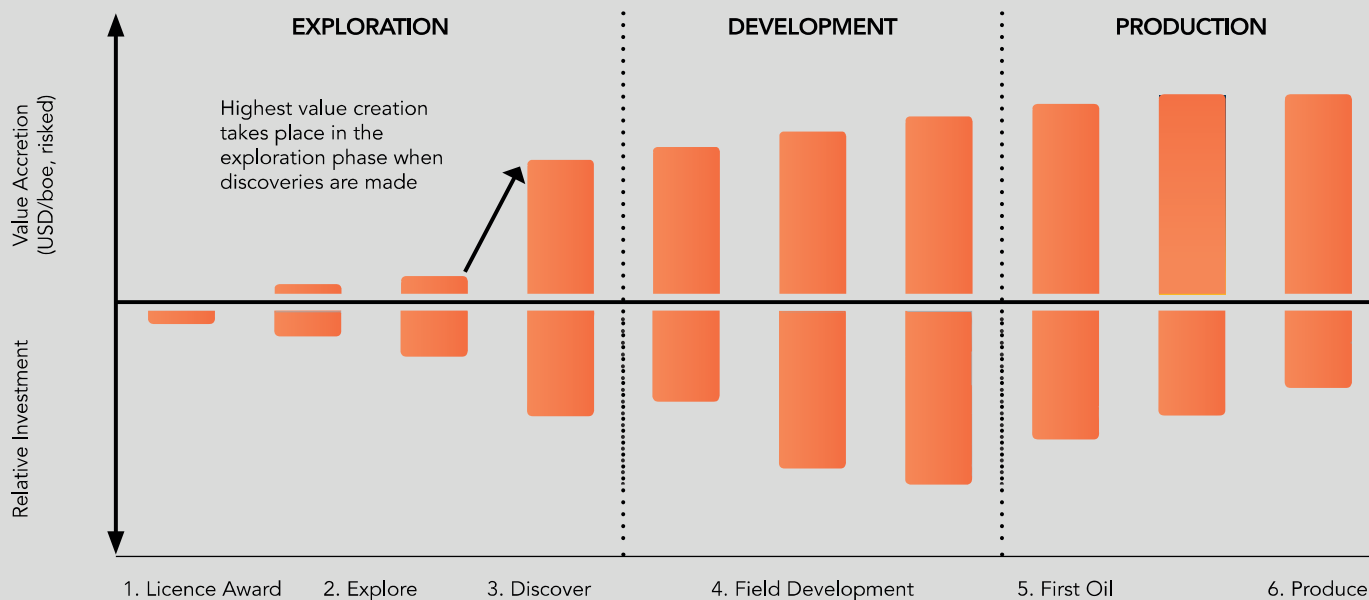 EXPLORATION
DEVELOPMENT
PRODUCTION
Value Accretion
(USD/boe, risked)
Highest value creation
takes place in the
exploration phase when
discoveries are made
Relative Investment
1. Licence Award
2. Explore
3. Discover
4. Field Development
5. First Oil
6. Produce